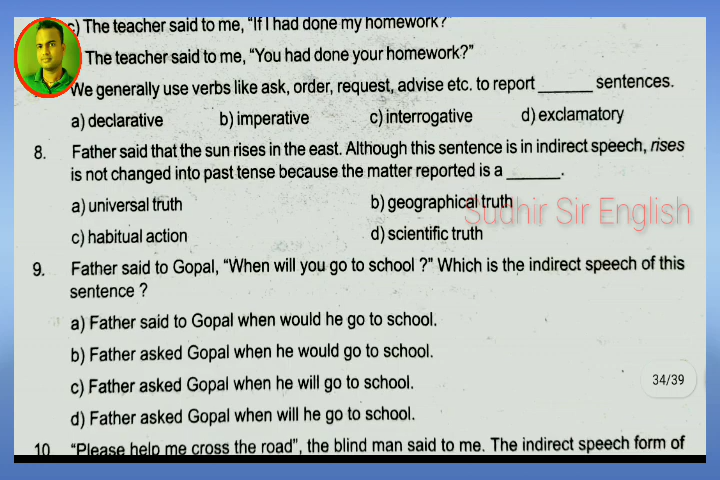 c) The teacher said to me, “If I had done my homework?”
The teacher said to me, “You had done your homework?”
We generally use verbs like ask, order, request, advise etc. to report ______ sentences.
a) declarative b) imperative c) interrogative d) exclamatory
8. Father said that the sun rises in the east. Although this sentence is in indirect speech, rises
is not changed into past tense because the matter reported is a ______.
a) universal truth b) geographical truth
Sudhir Sir English
c) habitual action d) scientific truth
9. Father said to Gopal, “When will you go to school ?” Which is the indirect speech of this
sentence ?
a) Father said to Gopal when would he go to school.
b) Father asked Gopal when he would go to school.
c) Father asked Gopal when he will go to school.
34/39
d) Father asked Gopal when will he go to school.
10 “Please help me cross the road”, the blind man said to me. The indirect speech form of